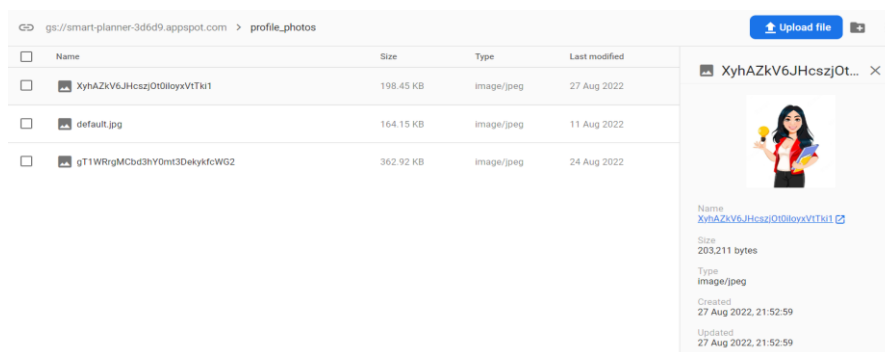 gs://smart-planner-3d6d9.appspot.com > profile_photos
Upload file
Name Size Type Last modified
XyhAZkV6JHcszjOt0iloyxVtTki1 198.45 KB image/jpeg 27 Aug 2022
default.jpg 164.15 KB image/jpeg 11 Aug 2022
gT1WRrgMCbd3hY0mt3DekykfcWG2 362.92 KB image/jpeg 24 Aug 2022
XyhAZkV6JHcszjOt...
Name
XyhAZkV6JHcszjOt0iloyxVtTki1
Size
203,211 bytes
Type
image/jpeg
Created
27 Aug 2022, 21:52:59
Updated
27 Aug 2022, 21:52:59